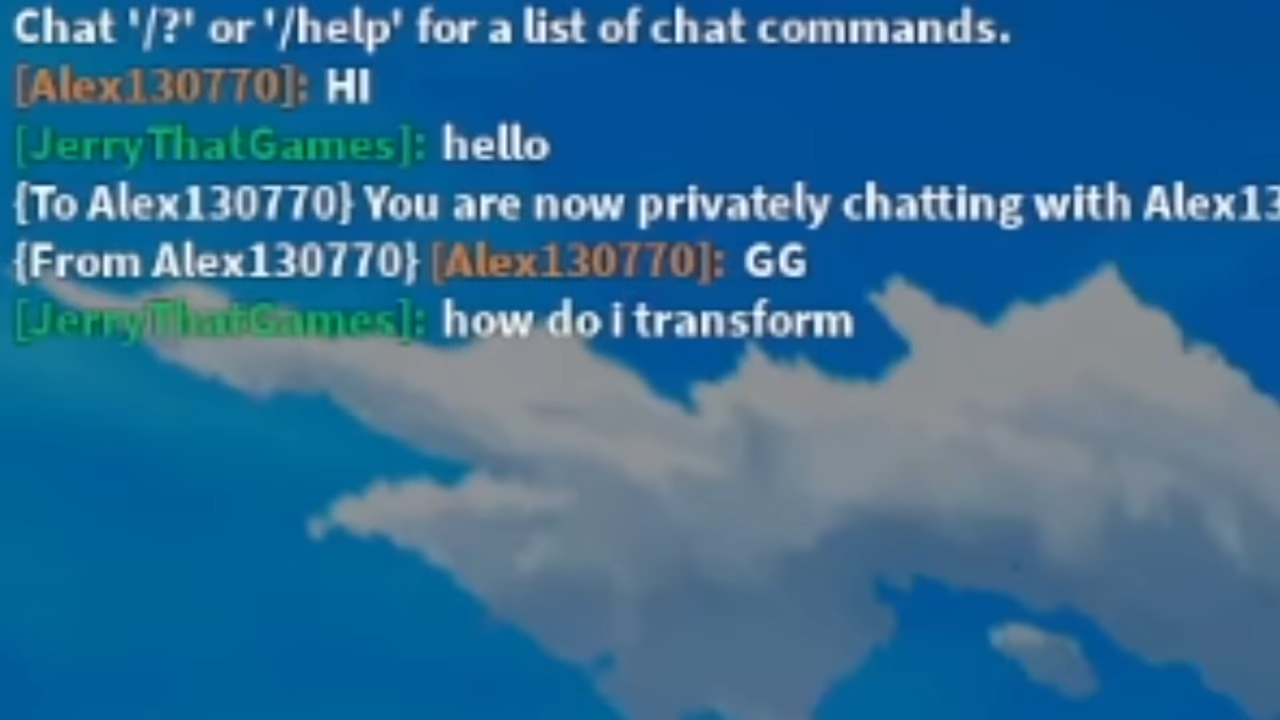 Chat '/?' or '/help' for a list of chat commands.
[Alex130770]: HI
[JerryThatGames]: hello
{To Alex130770} You are now privately chatting with Alex13
{From Alex130770} [Alex130770]: GG
[JerryThatGames]: how do i transform